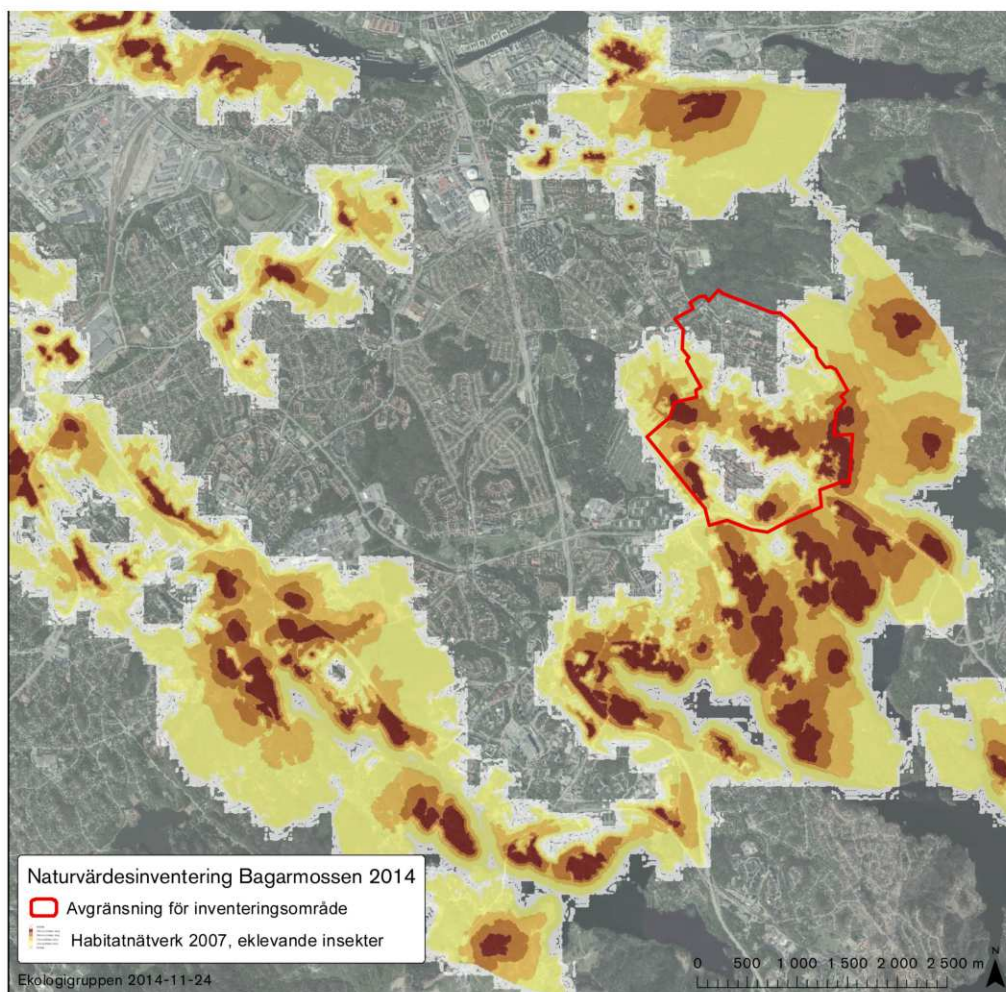 Naturvärdesinventering Bagarmossen 2014
Avgränsning för inventeringsområde
Habitatnätverk 2007, eklevande insekter
Ekologigruppen 2014-11-24
0 500 1 000 1 500 2 000 2 500 m
N